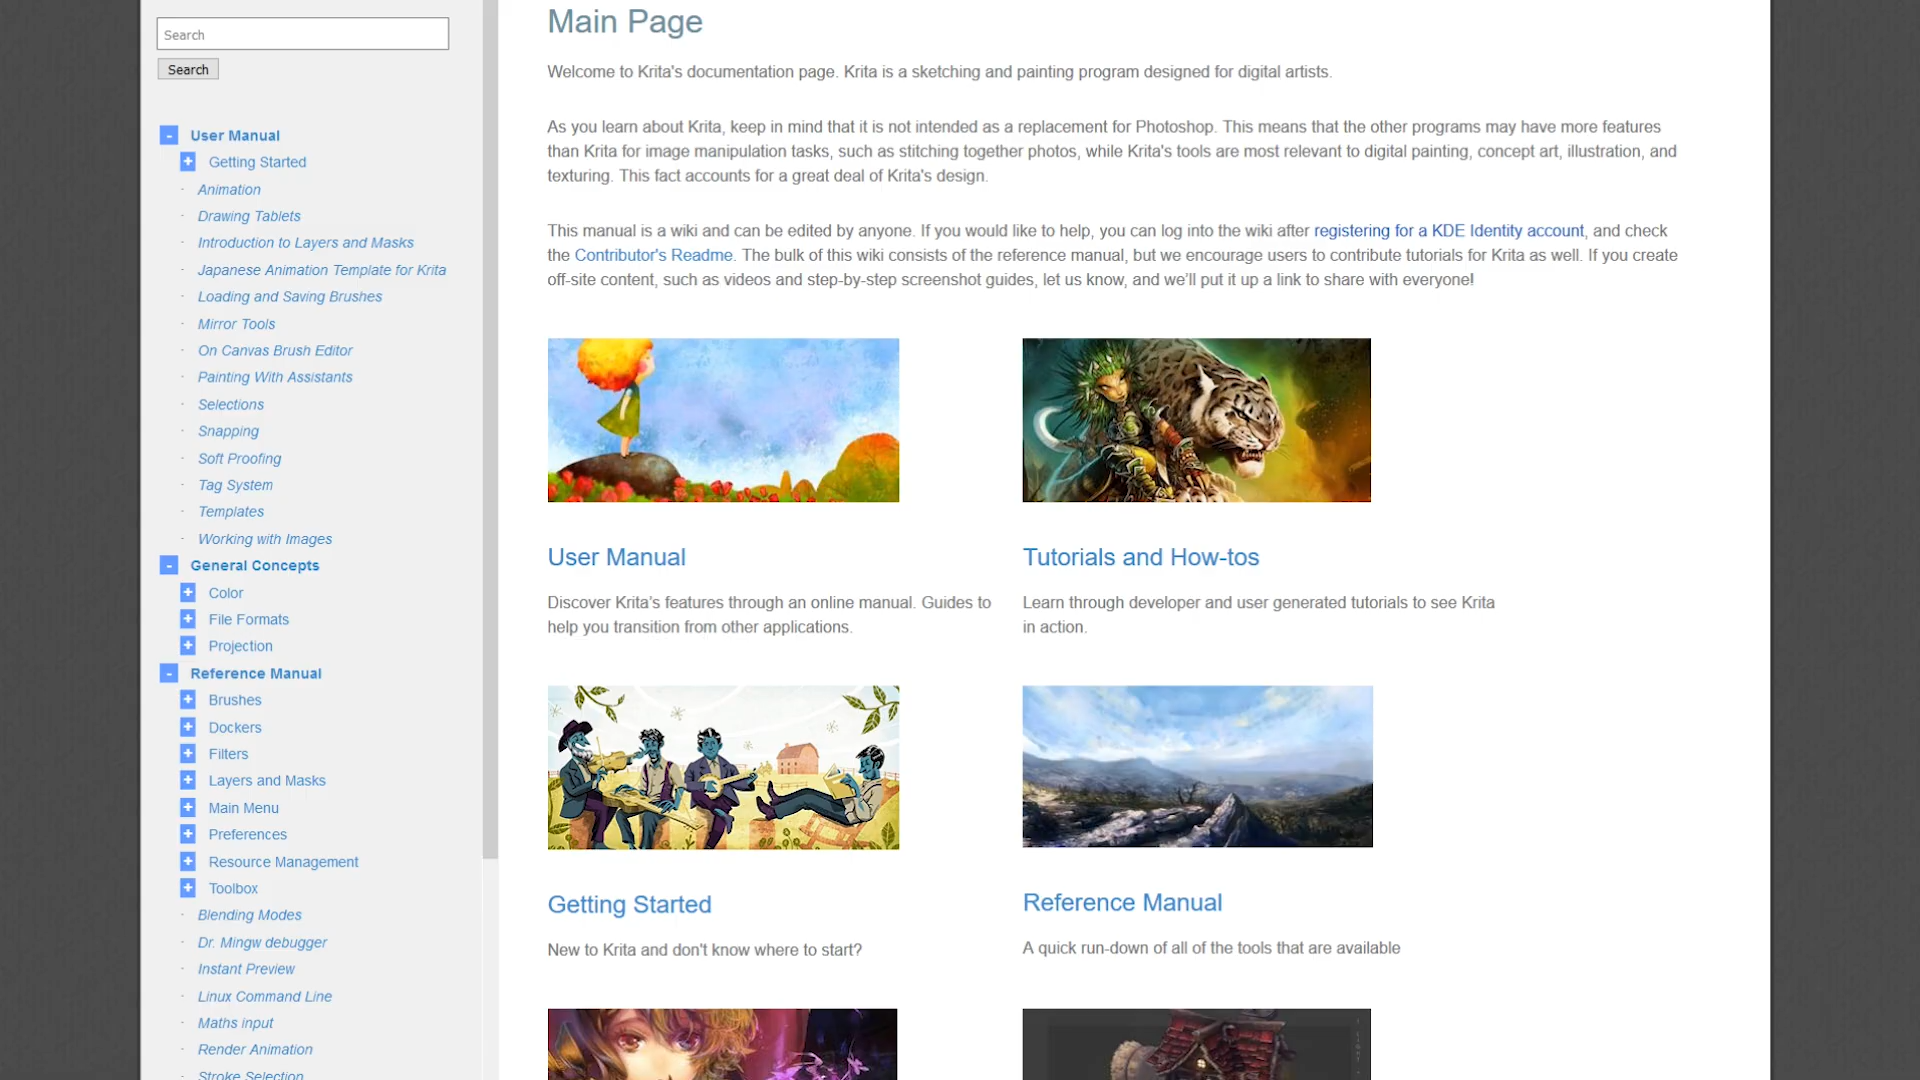 Search
Search
User Manual
Getting Started
Animation
Drawing Tablets
Introduction to Layers and Masks
Japanese Animation Template for Krita
Loading and Saving Brushes
Mirror Tools
On Canvas Brush Editor
Painting With Assistants
Selections
Snapping
Soft Proofing
Tag System
Templates
Working with Images
General Concepts
Color
File Formats
Projection
Reference Manual
Brushes
Dockers
Filters
Layers and Masks
Main Menu
Preferences
Resource Management
Toolbox
Blending Modes
Dr. Mingw debugger
Instant Preview
Linux Command Line
Maths input
Render Animation
Stroke Selection
Main Page
Welcome to Krita's documentation page. Krita is a sketching and painting program designed for digital artists.
As you learn about Krita, keep in mind that it is not intended as a replacement for Photoshop. This means that the other programs may have more features
than Krita for image manipulation tasks, such as stitching together photos, while Krita's tools are most relevant to digital painting, concept art, illustration, and
texturing. This fact accounts for a great deal of Krita's design.
This manual is a wiki and can be edited by anyone. If you would like to help, you can log into the wiki after registering for a KDE Identity account, and check
the Contributor's Readme. The bulk of this wiki consists of the reference manual, but we encourage users to contribute tutorials for Krita as well. If you create
off-site content, such as videos and step-by-step screenshot guides, let us know, and we’ll put it up a link to share with everyone!
User Manual
Discover Krita’s features through an online manual. Guides to
help you transition from other applications.
Tutorials and How-tos
Learn through developer and user generated tutorials to see Krita
in action.
Getting Started
New to Krita and don't know where to start?
Reference Manual
A quick run-down of all of the tools that are available